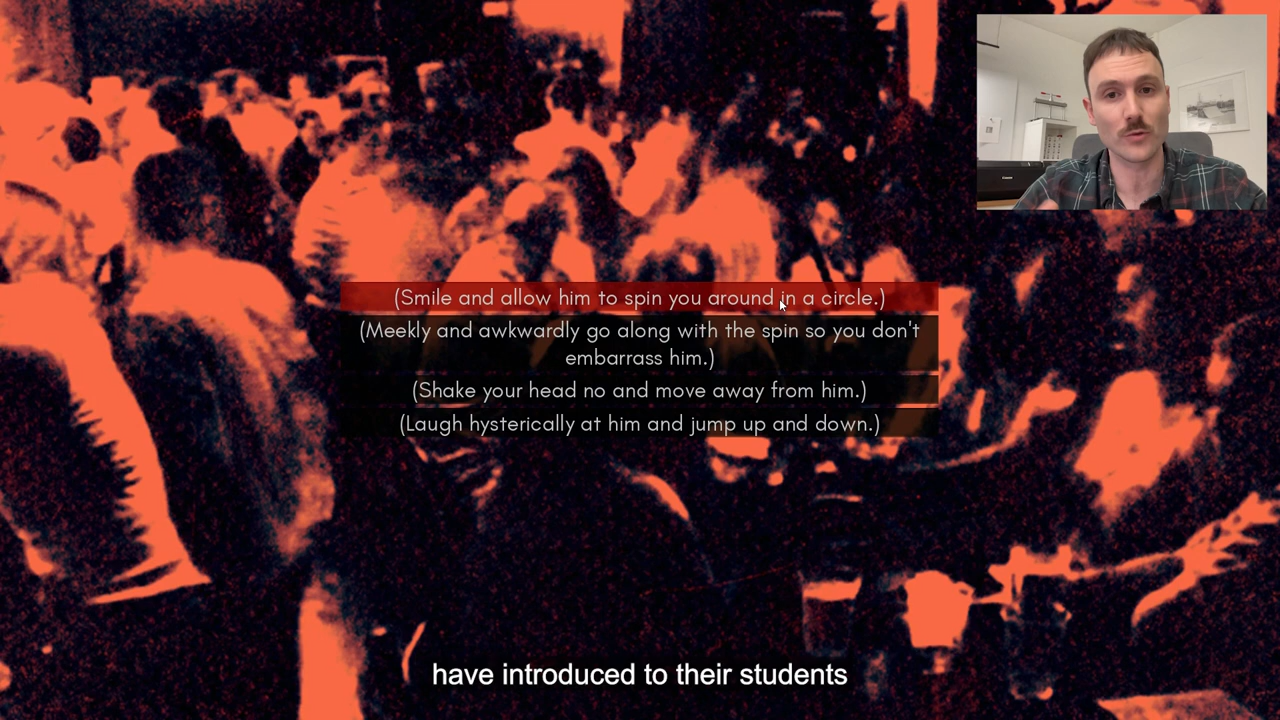 (Smile and allow him to spin you around in a circle.)
(Meekly and awkwardly go along with the spin so you don't
embarrass him.)
(Shake your head no and move away from him.)
(Laugh hysterically at him and jump up and down.)
have introduced to their students